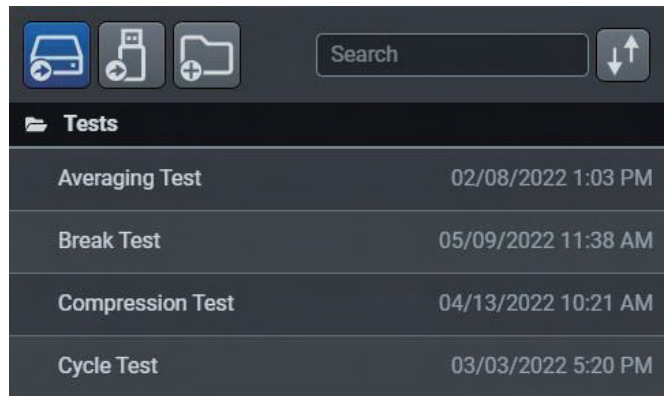 Search
Tests
Averaging Test 02/08/2022 1:03 PM
Break Test 05/09/2022 11:38 AM
Compression Test 04/13/2022 10:21 AM
Cycle Test 03/03/2022 5:20 PM